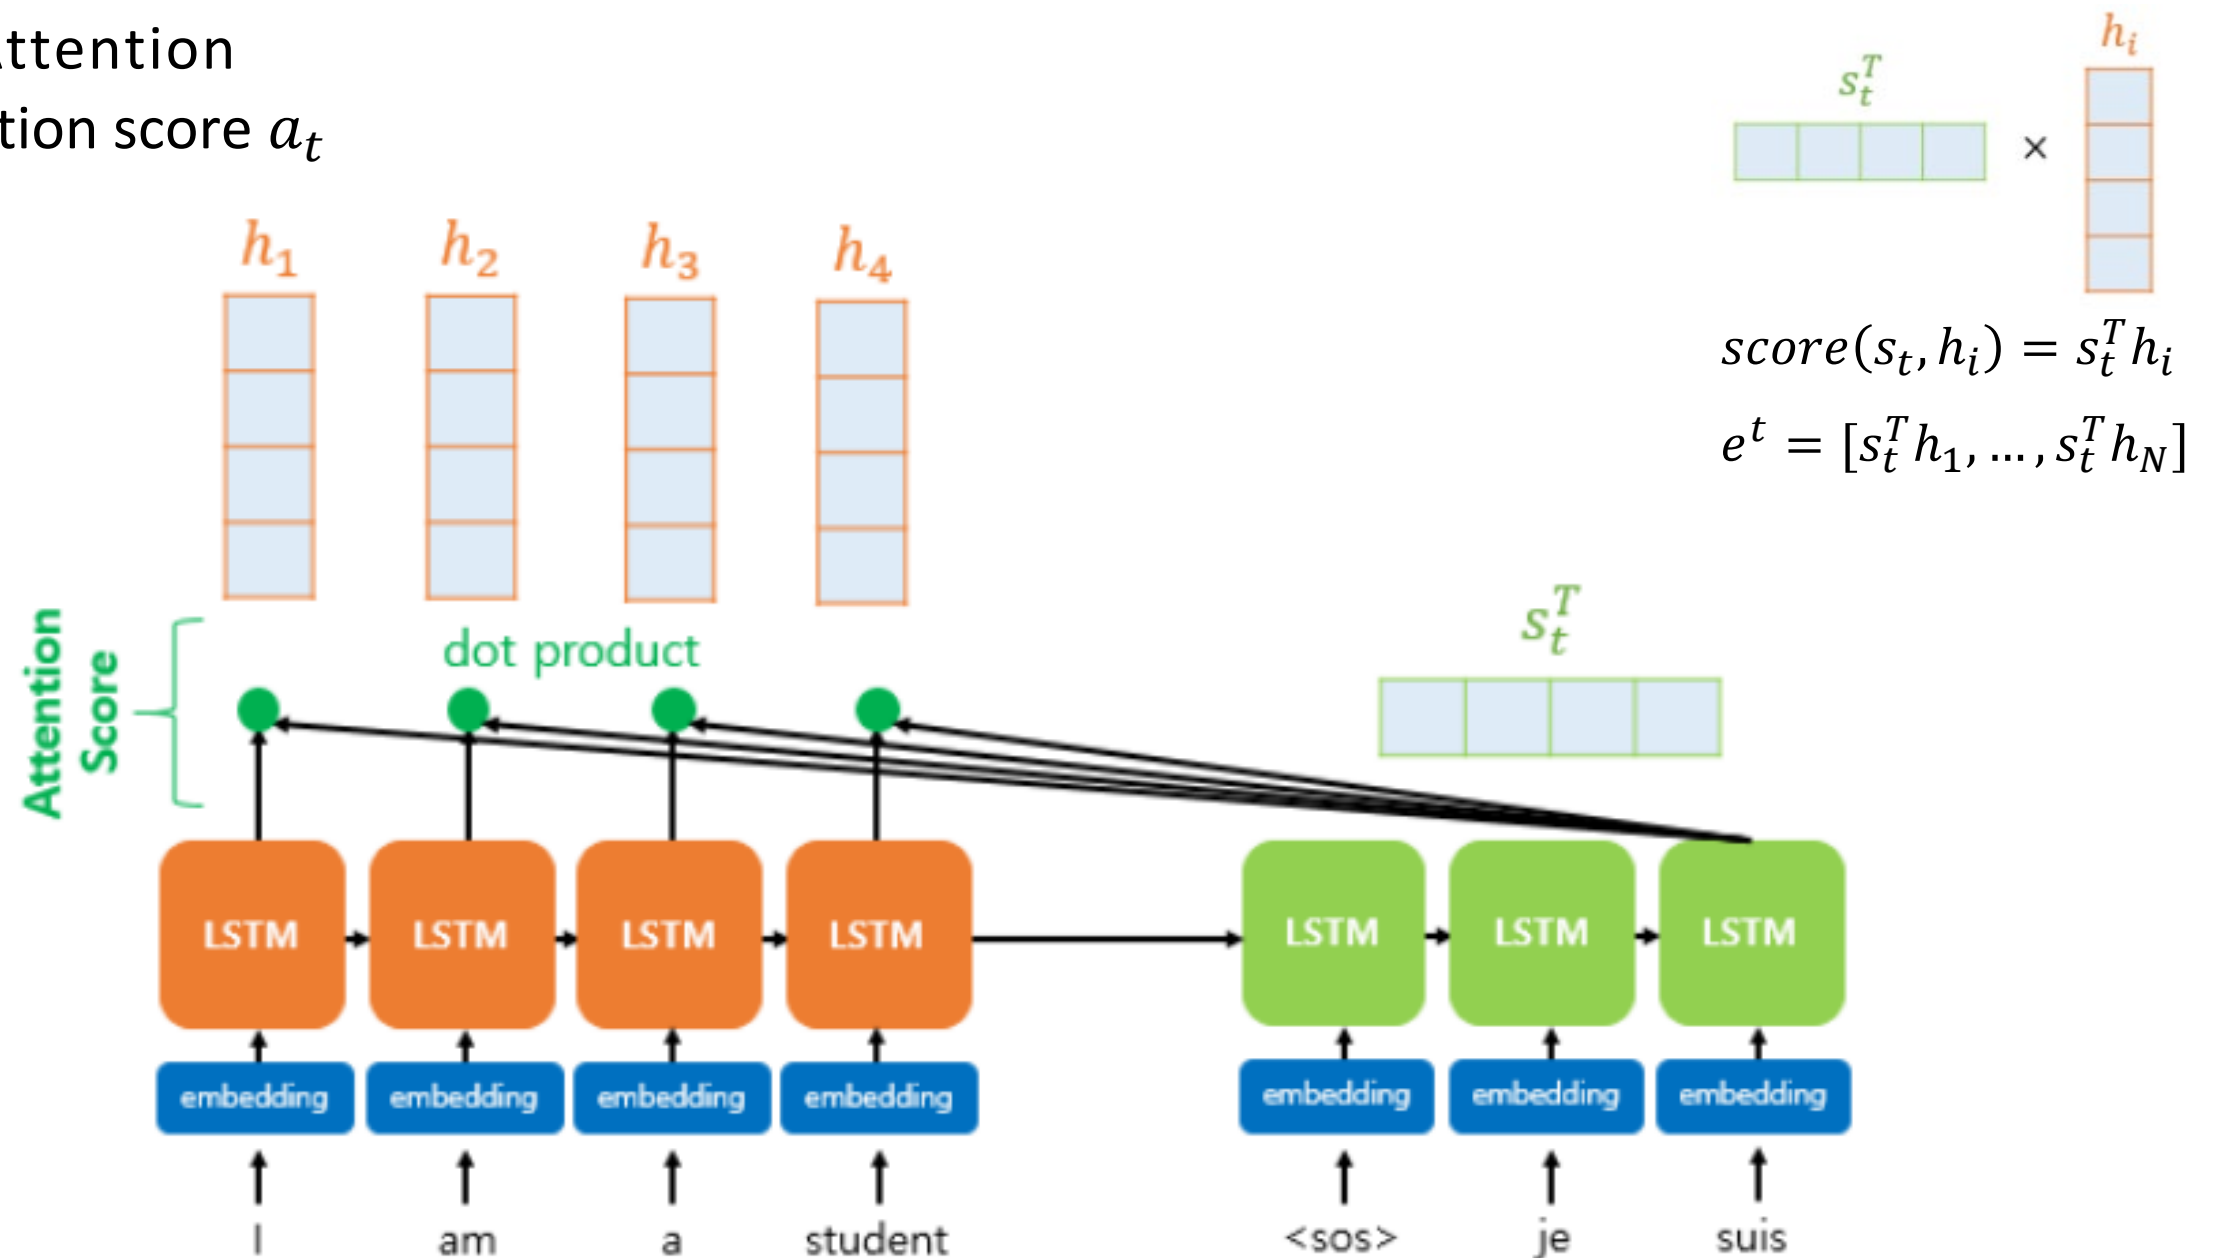 ttention
tion score a_t
s_t^T
h_i
×
score(s_t, h_i) = s_t^T h_i
e^t = [s_t^T h_1, ..., s_t^T h_N]
h_1 h_2 h_3 h_4
Attention
Score
dot product
s_t^T
LSTM LSTM LSTM LSTM LSTM LSTM LSTM
embedding embedding embedding embedding embedding embedding embedding
I am a student <sos> je suis